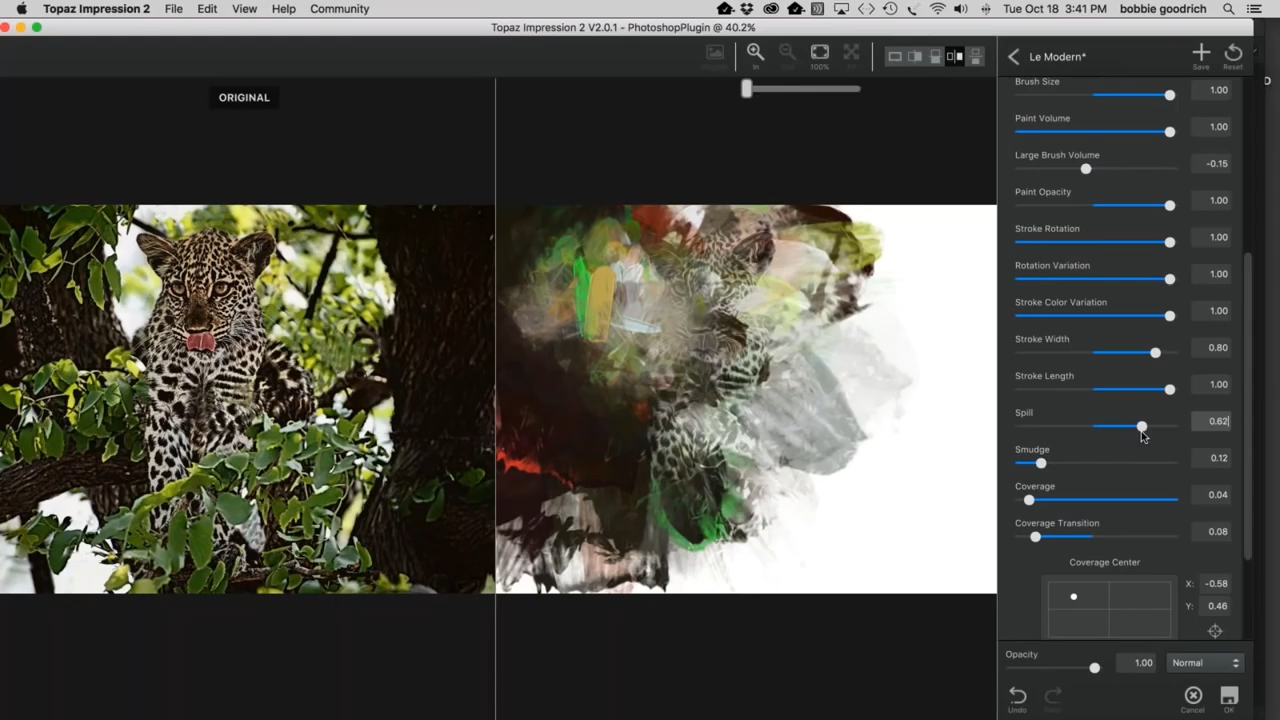 Topaz Impression 2 File Edit View Help Community Tue Oct 18 3:41 PM bobbie goodrich
Topaz Impression 2 V2.0.1 - PhotoshopPlugin @ 40.2%
In 100%
Le Modern*
Save Reset
ORIGINAL
Brush Size 1.00
Paint Volume 1.00
Large Brush Volume -0.15
Paint Opacity 1.00
Stroke Rotation 1.00
Rotation Variation 1.00
Stroke Color Variation 1.00
Stroke Width 0.80
Stroke Length 1.00
Spill 0.62
Smudge 0.12
Coverage 0.04
Coverage Transition 0.08
Coverage Center
X: -0.58
Y: 0.46
Opacity 1.00 Normal
Undo Cancel OK